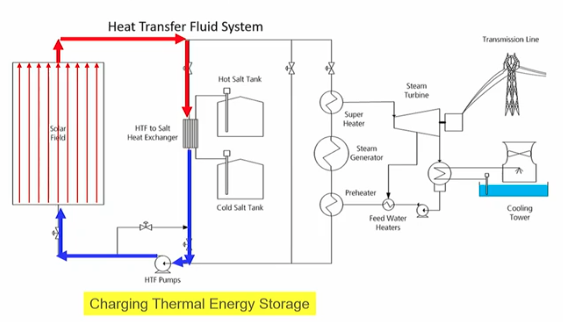 Heat Transfer Fluid System
Transmission Line
Hot Salt Tank
Steam
Turbine
Solar
Field
HTF to Salt
Heat Exchanger
Super
Heater
Steam
Generator
Cold Salt Tank
Preheater
Feed Water
Heaters
Cooling
Tower
HTF Pumps
Charging Thermal Energy Storage